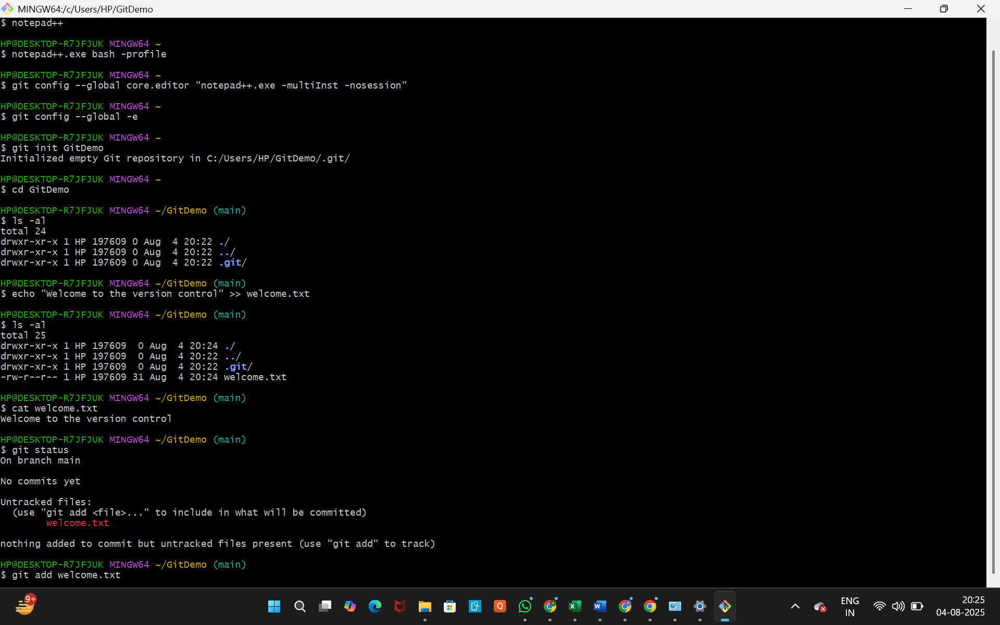 MINGW64:/c/Users/HP/GitDemo
$ notepad++
HP@DESKTOP-R7JFJUK MINGW64 ~
$ notepad++.exe bash -profile
HP@DESKTOP-R7JFJUK MINGW64 ~
$ git config --global core.editor "notepad++.exe -multiInst -nosession"
HP@DESKTOP-R7JFJUK MINGW64 ~
$ git config --global -e
HP@DESKTOP-R7JFJUK MINGW64 ~
$ git init GitDemo
Initialized empty Git repository in C:/Users/HP/GitDemo/.git/
HP@DESKTOP-R7JFJUK MINGW64 ~
$ cd GitDemo
HP@DESKTOP-R7JFJUK MINGW64 ~/GitDemo (main)
$ ls -al
total 24
drwxr-xr-x 1 HP 197609 0 Aug  4 20:22 ./
drwxr-xr-x 1 HP 197609 0 Aug  4 20:22 ../
drwxr-xr-x 1 HP 197609 0 Aug  4 20:22 .git/
HP@DESKTOP-R7JFJUK MINGW64 ~/GitDemo (main)
$ echo "Welcome to the version control" >> welcome.txt
HP@DESKTOP-R7JFJUK MINGW64 ~/GitDemo (main)
$ ls -al
total 25
drwxr-xr-x 1 HP 197609  0 Aug  4 20:24 ./
drwxr-xr-x 1 HP 197609  0 Aug  4 20:22 ../
drwxr-xr-x 1 HP 197609  0 Aug  4 20:22 .git/
-rw-r--r-- 1 HP 197609 31 Aug  4 20:24 welcome.txt
HP@DESKTOP-R7JFJUK MINGW64 ~/GitDemo (main)
$ cat welcome.txt
Welcome to the version control
HP@DESKTOP-R7JFJUK MINGW64 ~/GitDemo (main)
$ git status
On branch main
No commits yet
Untracked files:
  (use "git add <file>..." to include in what will be committed)
        welcome.txt
nothing added to commit but untracked files present (use "git add" to track)
HP@DESKTOP-R7JFJUK MINGW64 ~/GitDemo (main)
$ git add welcome.txt
9+
ENG
IN
20:25
04-08-2025